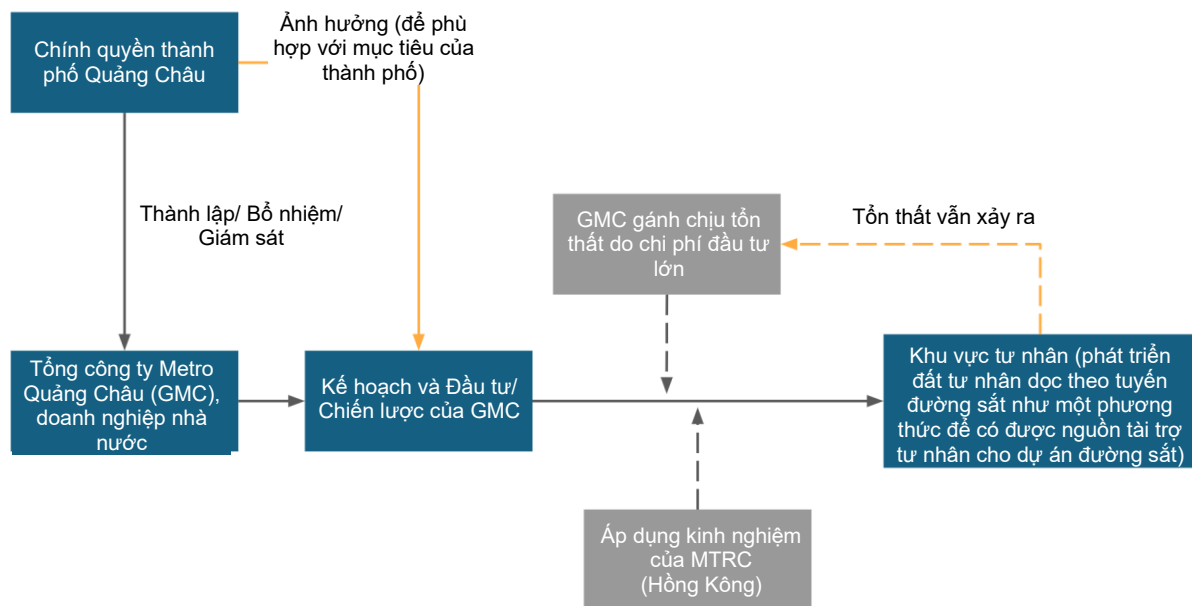 Chính quyền thành
phố Quảng Châu
Ảnh hưởng (để phù
hợp với mục tiêu của
thành phố)
Thành lập/ Bổ nhiệm/
Giám sát
GMC gánh chịu tổn
thất do chi phí đầu tư
lớn
Tổn thất vẫn xảy ra
Tổng công ty Metro
Quảng Châu (GMC),
doanh nghiệp nhà
nước
Kế hoạch và Đầu tư/
Chiến lược của GMC
Khu vực tư nhân (phát triển
đất tư nhân dọc theo tuyến
đường sắt như một phương
thức để có được nguồn tài trợ
tư nhân cho dự án đường sắt)
Áp dụng kinh nghiệm
của MTRC
(Hồng Kông)